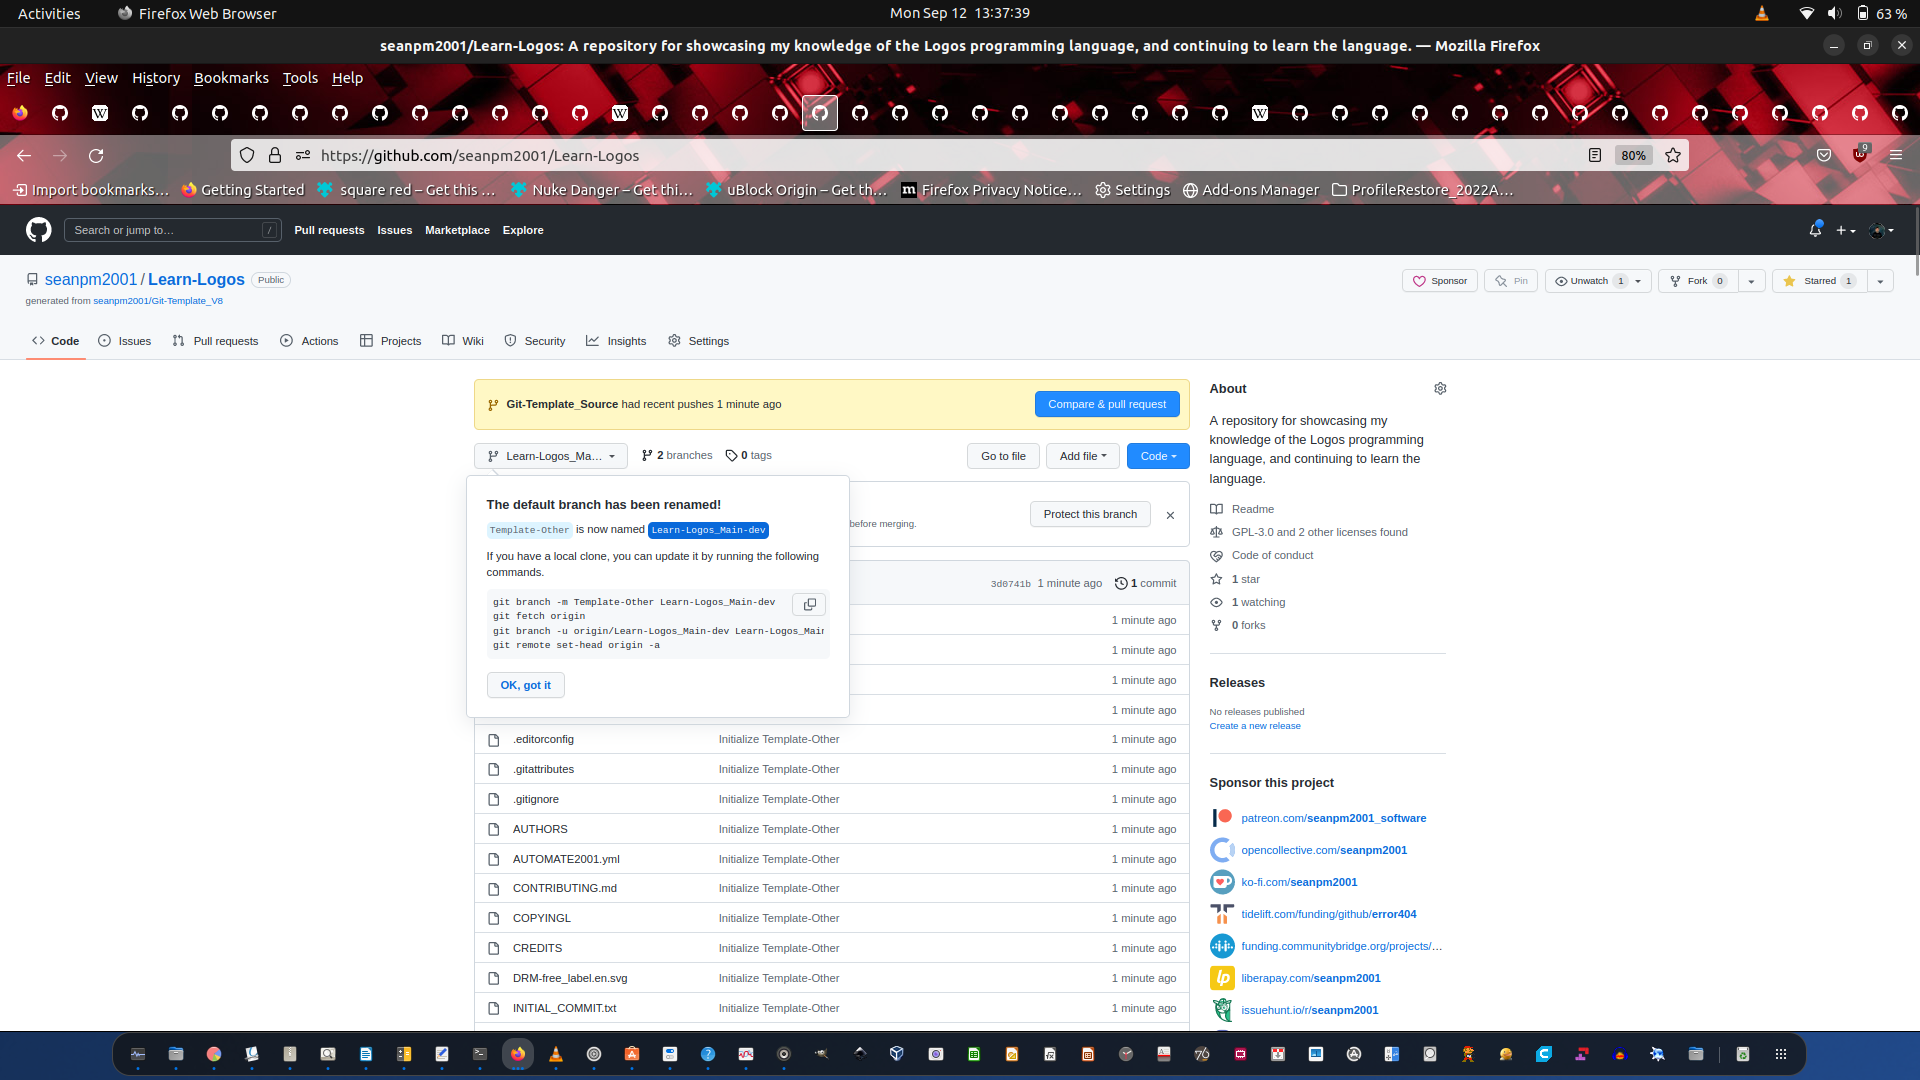 Activities
Firefox Web Browser
Mon Sep 12 13:37:39
63 %
seanpm2001/Learn-Logos: A repository for showcasing my knowledge of the Logos programming language, and continuing to learn the language. — Mozilla Firefox
File Edit View History Bookmarks Tools Help
https://github.com/seanpm2001/Learn-Logos
80%
9
Import bookmarks…
Getting Started
square red – Get this …
Nuke Danger – Get thi…
uBlock Origin – Get th…
Firefox Privacy Notice…
Settings
Add-ons Manager
ProfileRestore_2022A…
Search or jump to…
/
Pull requests
Issues
Marketplace
Explore
seanpm2001 / Learn-Logos
Public
generated from seanpm2001/Git-Template_V8
Sponsor
Pin
Unwatch 1
Fork 0
Starred 1
Code
Issues
Pull requests
Actions
Projects
Wiki
Security
Insights
Settings
Git-Template_Source had recent pushes 1 minute ago
Compare & pull request
Learn-Logos_Ma…
2 branches
0 tags
Go to file
Add file
Code
The default branch has been renamed!
Template-Other is now named Learn-Logos_Main-dev
If you have a local clone, you can update it by running the following
commands.
git branch -m Template-Other Learn-Logos_Main-dev
git fetch origin
git branch -u origin/Learn-Logos_Main-dev Learn-Logos_Main
git remote set-head origin -a
OK, got it
before merging.
Protect this branch
3d0741b 1 minute ago
1 commit
1 minute ago
1 minute ago
1 minute ago
1 minute ago
.editorconfig Initialize Template-Other 1 minute ago
.gitattributes Initialize Template-Other 1 minute ago
.gitignore Initialize Template-Other 1 minute ago
AUTHORS Initialize Template-Other 1 minute ago
AUTOMATE2001.yml Initialize Template-Other 1 minute ago
CONTRIBUTING.md Initialize Template-Other 1 minute ago
COPYINGL Initialize Template-Other 1 minute ago
CREDITS Initialize Template-Other 1 minute ago
DRM-free_label.en.svg Initialize Template-Other 1 minute ago
INITIAL_COMMIT.txt Initialize Template-Other 1 minute ago
About
A repository for showcasing my
knowledge of the Logos programming
language, and continuing to learn the
language.
Readme
GPL-3.0 and 2 other licenses found
Code of conduct
1 star
1 watching
0 forks
Releases
No releases published
Create a new release
Sponsor this project
patreon.com/seanpm2001_software
opencollective.com/seanpm2001
ko-fi.com/seanpm2001
tidelift.com/funding/github/error404
funding.communitybridge.org/projects/…
liberapay.com/seanpm2001
issuehunt.io/r/seanpm2001